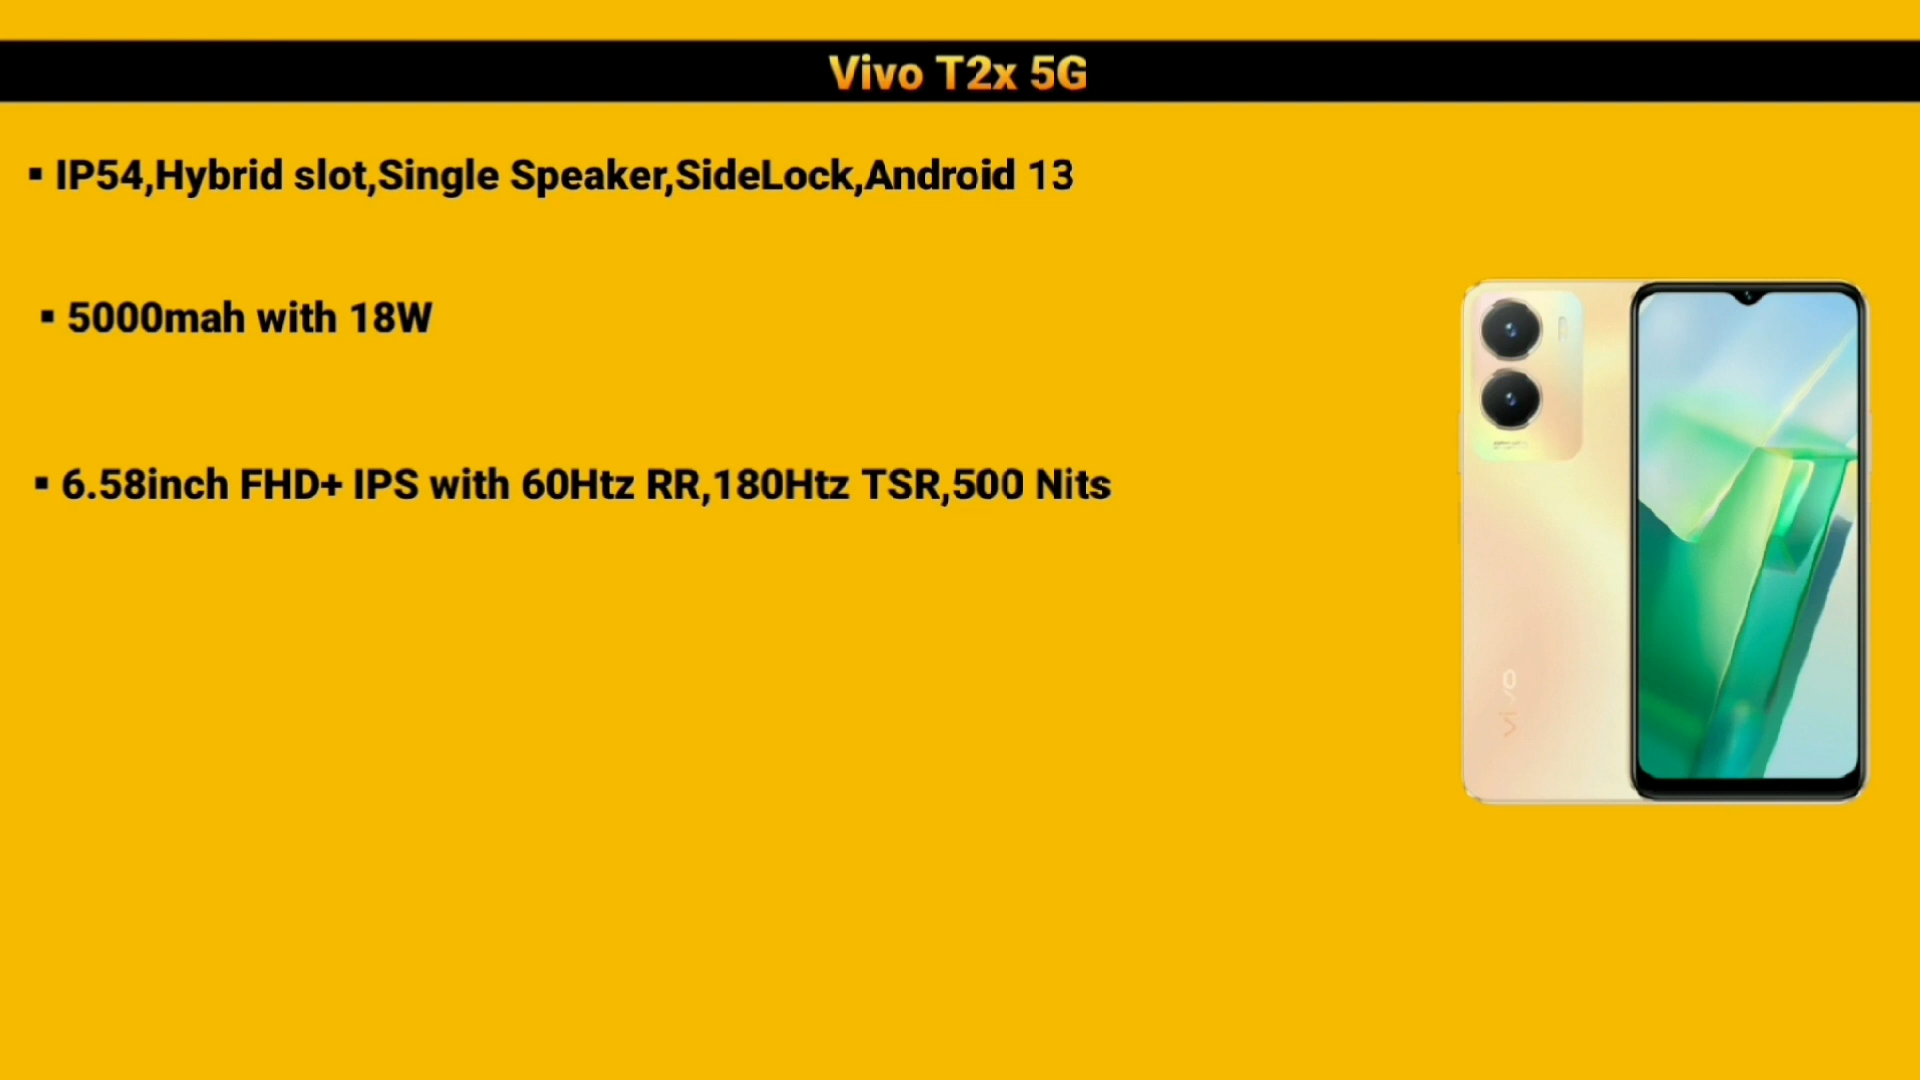 Vivo T2x 5G
▪ IP54,Hybrid slot,Single Speaker,SideLock,Android 13
▪ 5000mah with 18W
▪ 6.58inch FHD+ IPS with 60Htz RR,180Htz TSR,500 Nits
vivo